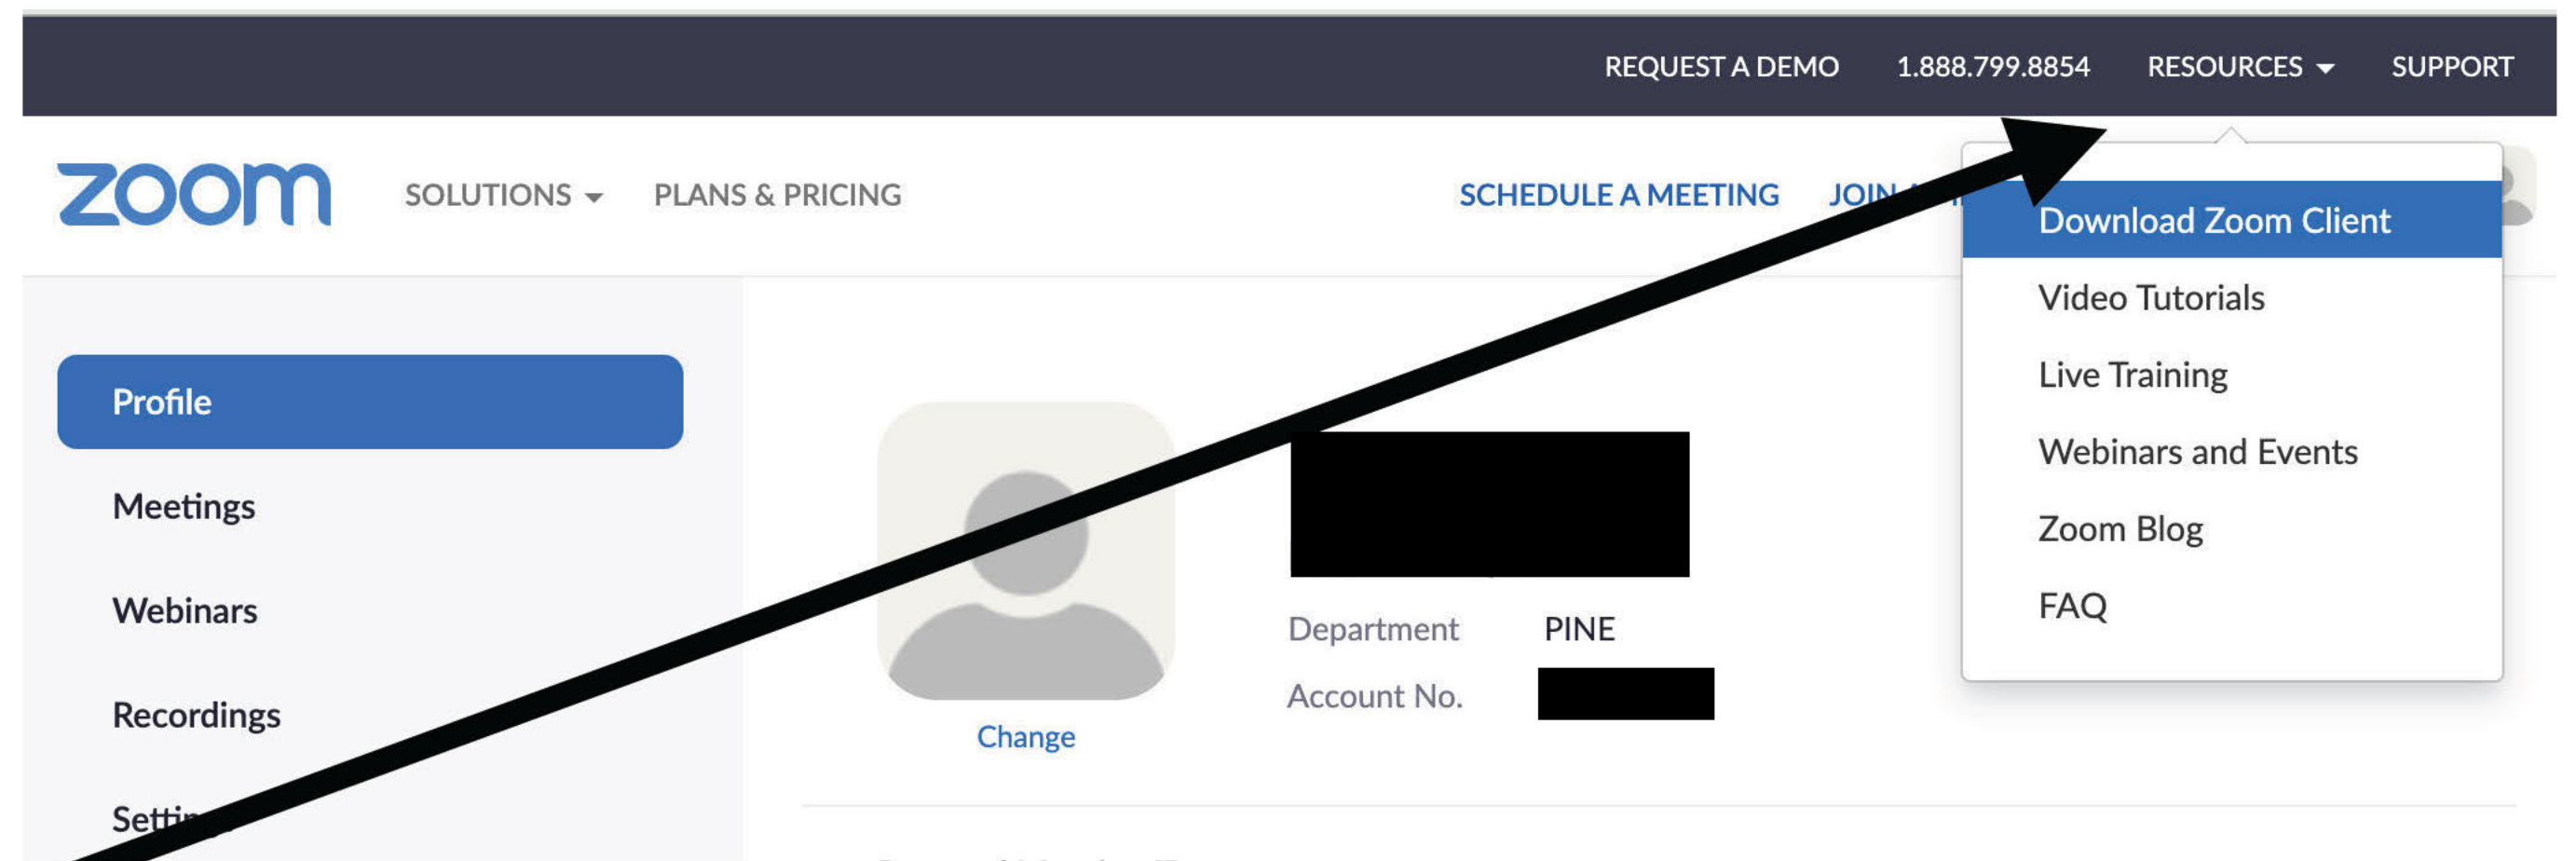 REQUEST A DEMO 1.888.799.8854 RESOURCES SUPPORT
zoom SOLUTIONS PLANS & PRICING SCHEDULE A MEETING
Download Zoom Client
Video Tutorials
Live Training
Webinars and Events
Zoom Blog
FAQ
Profile
Meetings
Webinars
Recordings
Department PINE
Account No.
Change